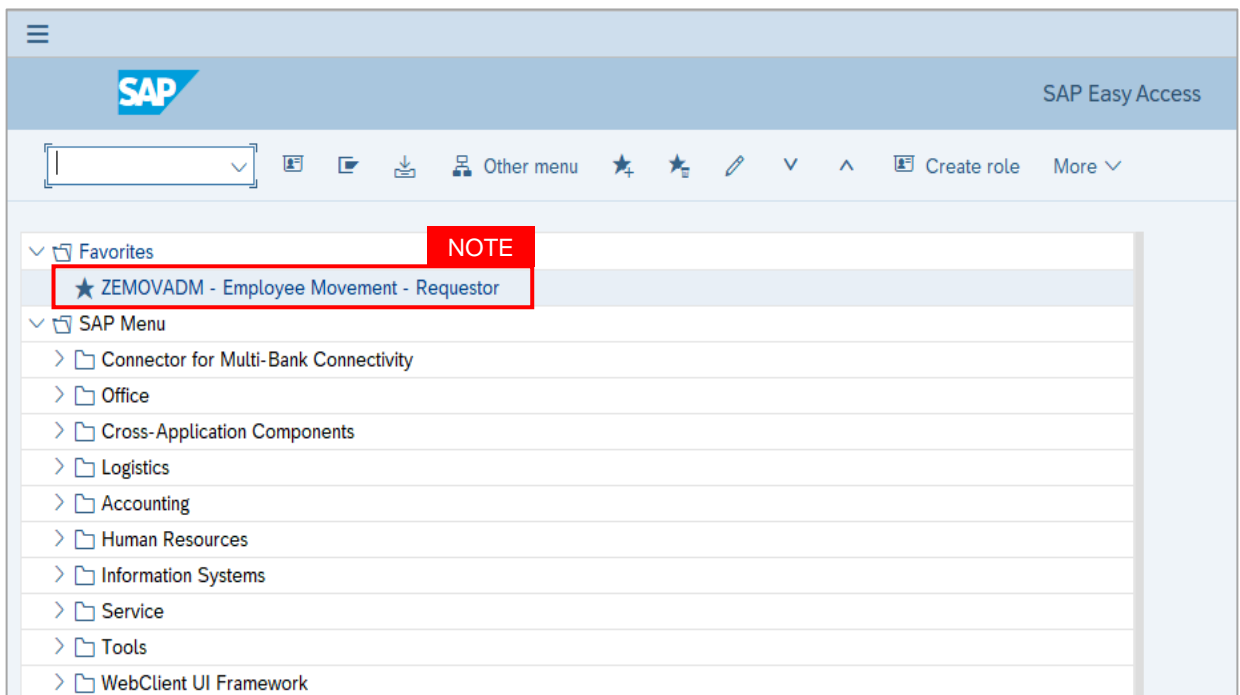 SAP
SAP Easy Access
Other menu Create role More
NOTE
Favorites
ZEMOVADM - Employee Movement - Requestor
SAP Menu
Connector for Multi-Bank Connectivity
Office
Cross-Application Components
Logistics
Accounting
Human Resources
Information Systems
Service
Tools
WebClient UI Framework